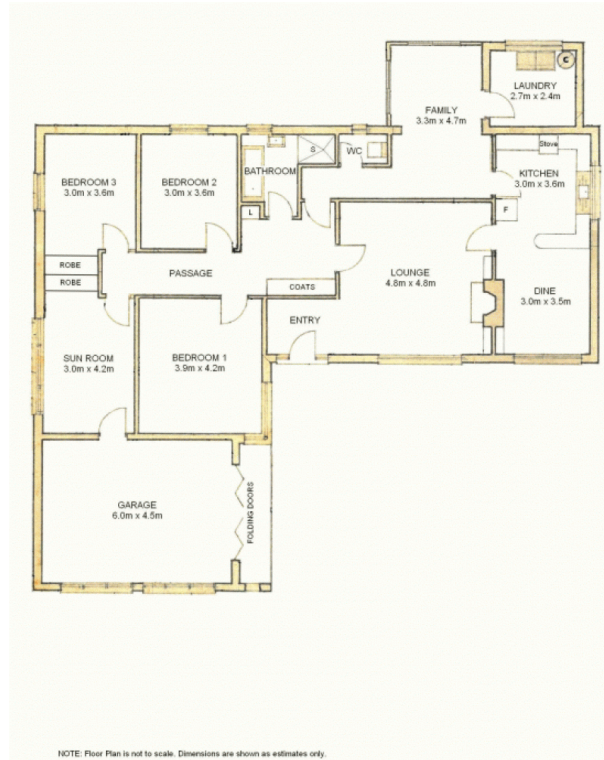 LAUNDRY
2.7m x 2.4m
C
FAMILY
3.3m x 4.7m
Stove
S
WC
BATHROOM
KITCHEN
3.0m x 3.6m
BEDROOM 3
3.0m x 3.6m
BEDROOM 2
3.0m x 3.6m
L
F
ROBE
ROBE
PASSAGE
COATS
LOUNGE
4.8m x 4.8m
DINE
3.0m x 3.5m
ENTRY
SUN ROOM
3.0m x 4.2m
BEDROOM 1
3.9m x 4.2m
GARAGE
6.0m x 4.5m
FOLDING DOORS
NOTE: Floor Plan is not to scale. Dimensions are shown as estimates only.